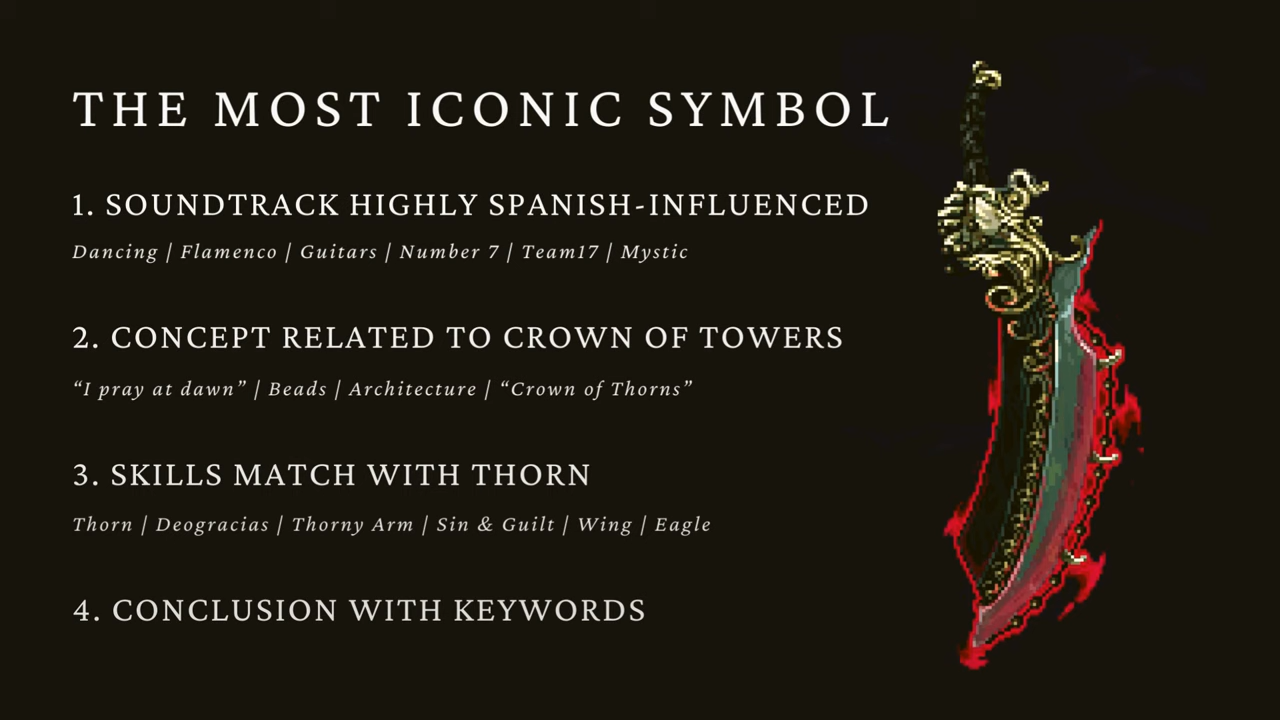 THE MOST ICONIC SYMBOL
1. SOUNDTRACK HIGHLY SPANISH-INFLUENCED
Dancing | Flamenco | Guitars | Number 7 | Team17 | Mystic
2. CONCEPT RELATED TO CROWN OF TOWERS
“I pray at dawn” | Beads | Architecture | “Crown of Thorns”
3. SKILLS MATCH WITH THORN
Thorn | Deogracias | Thorny Arm | Sin & Guilt | Wing | Eagle
4. CONCLUSION WITH KEYWORDS